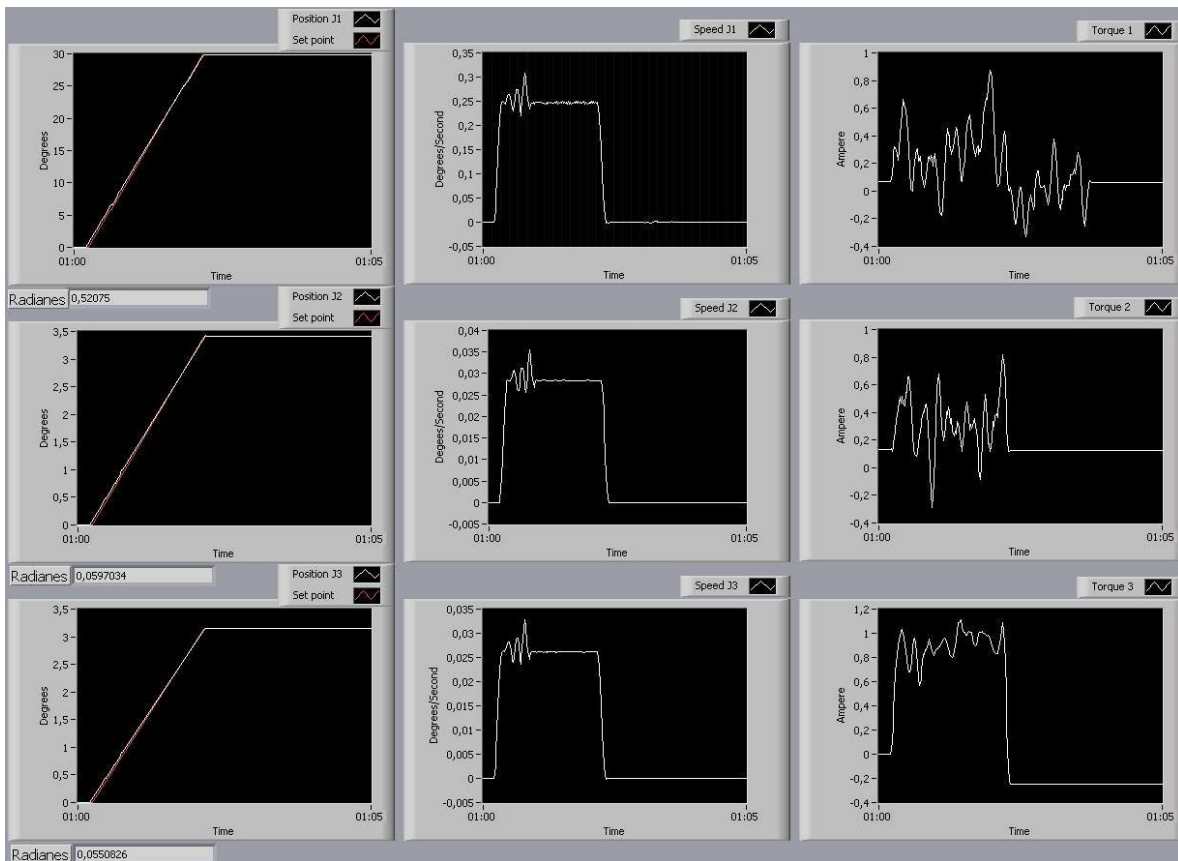 Position J1
Set point
Degrees
30
25
20
15
10
5
0
01:00
01:05
Time
Speed J1
Degrees/Second
0,35
0,3
0,25
0,2
0,15
0,1
0,05
0
-0,05
01:00
01:05
Time
Torque 1
Ampere
1
0,8
0,6
0,4
0,2
0
-0,2
-0,4
01:00
01:05
Time
Radianes 0,52075
Position J2
Set point
Degrees
3,5
3
2,5
2
1,5
1
0,5
0
01:00
01:05
Time
Speed J2
Degees/Second
0,04
0,035
0,03
0,025
0,02
0,015
0,01
0,005
0
-0,005
01:00
01:05
Time
Torque 2
Ampere
1
0,8
0,6
0,4
0,2
0
-0,2
-0,4
01:00
01:05
Time
Radianes 0,0597034
Position J3
Set point
Degrees
3,5
3
2,5
2
1,5
1
0,5
0
01:00
01:05
Time
Speed J3
Degrees/Second
0,035
0,03
0,025
0,02
0,015
0,01
0,005
0
-0,005
01:00
01:05
Time
Torque 3
Ampere
1,2
1
0,8
0,6
0,4
0,2
0
-0,2
-0,4
01:00
01:05
Time
Radianes 0,0550826